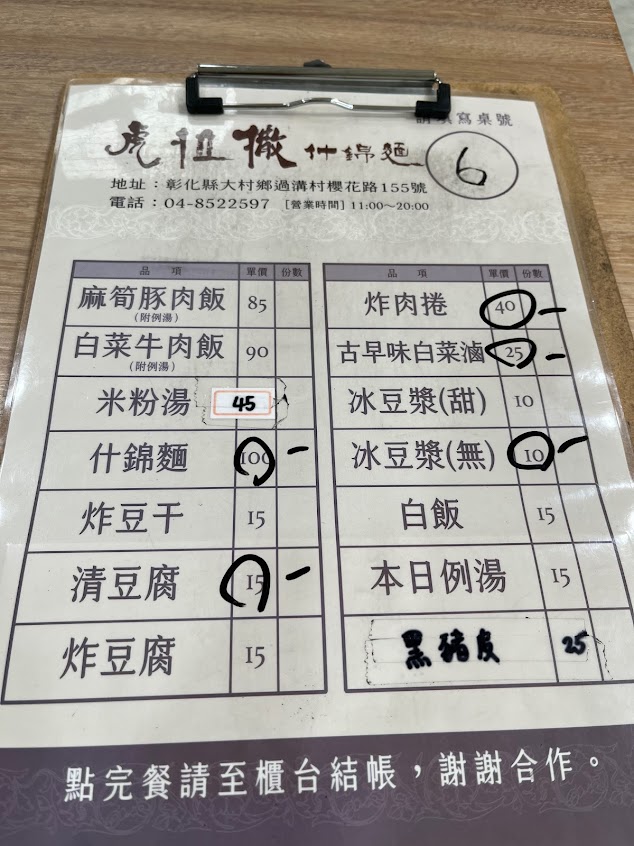 請填寫桌號
虎杻撒什錦麵
6
地址：彰化縣大村鄉過溝村櫻花路155號
電話：04-8522597 [營業時間] 11:00～20:00
品項 單價 份數
麻筍豚肉飯 85
(附例湯)
白菜牛肉飯 90
(附例湯)
米粉湯 45
什錦麵 100 一
炸豆干 15
清豆腐 15 一
炸豆腐 15
品項 單價 份數
炸肉捲 40 一
古早味白菜滷 25 一
冰豆漿(甜) 10
冰豆漿(無) 10 一
白飯 15
本日例湯 15
黑豬皮 25
點完餐請至櫃台結帳，謝謝合作。